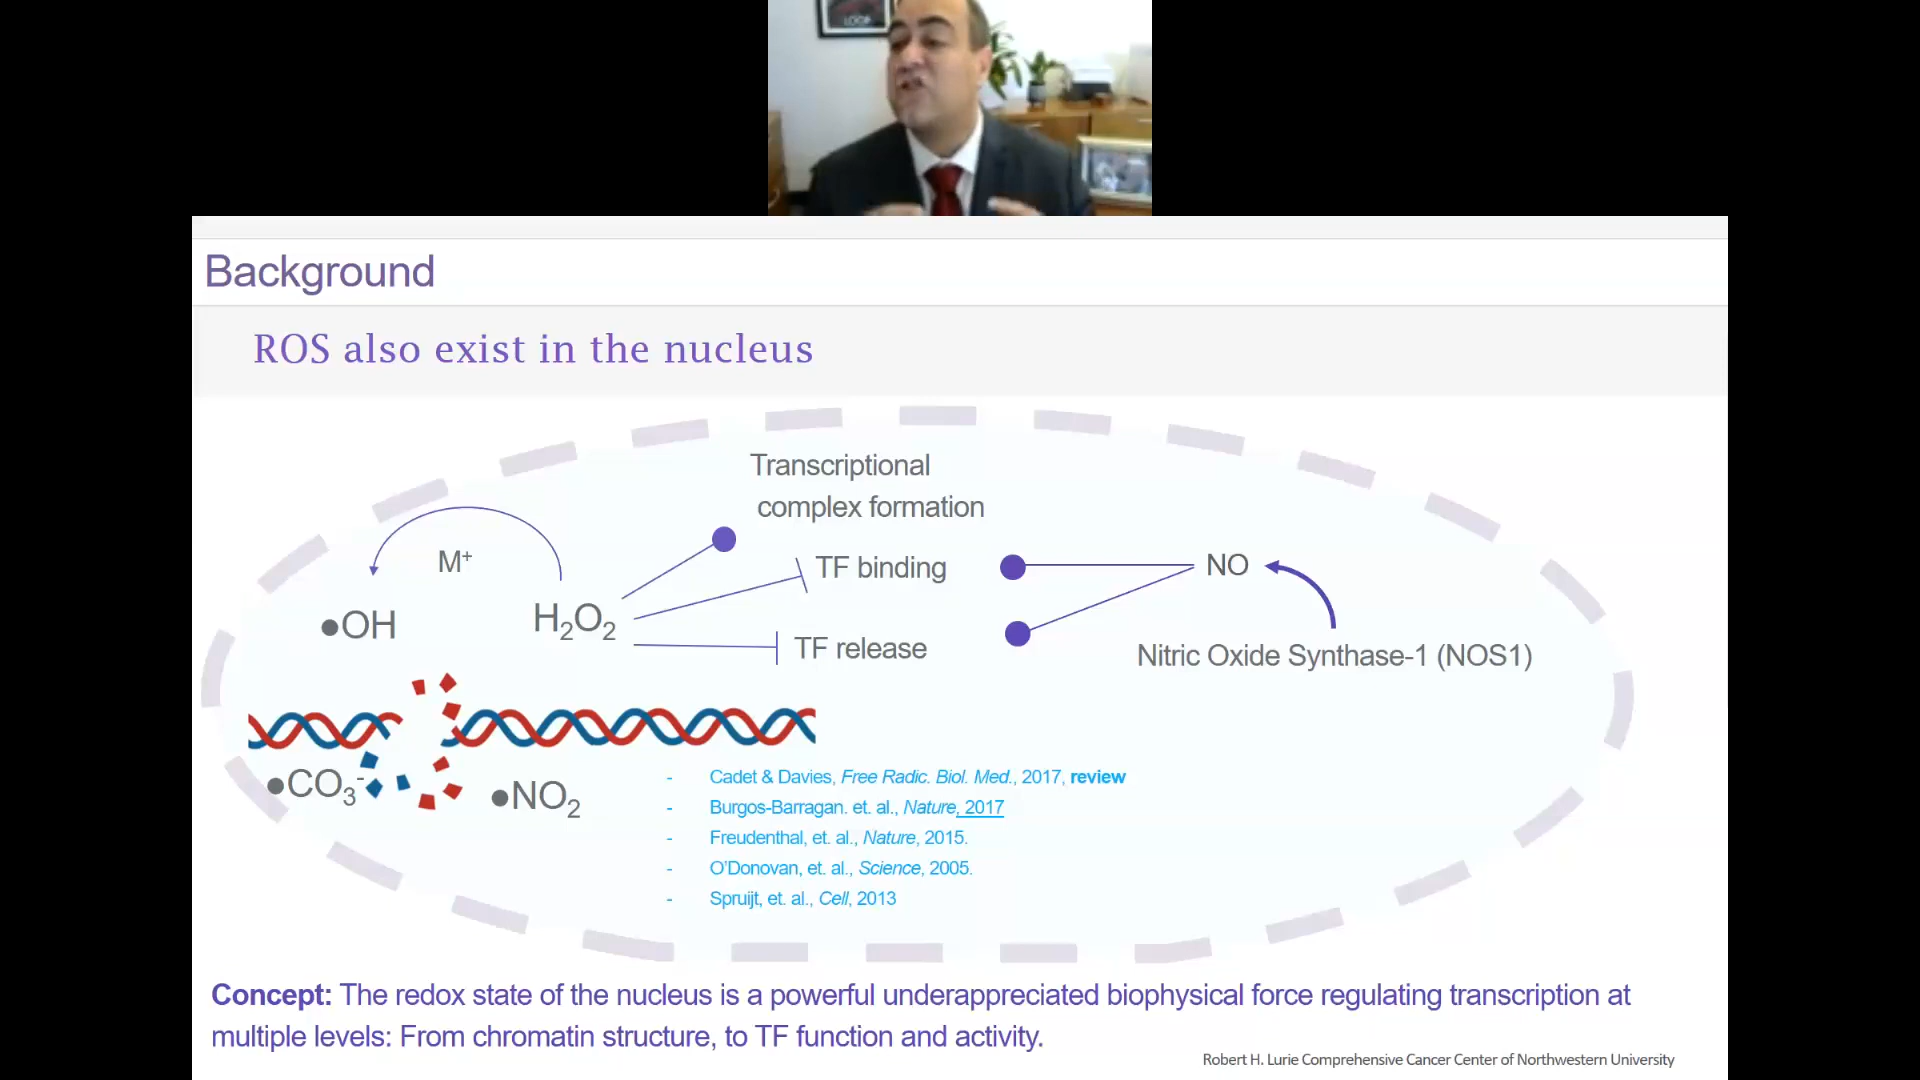 LOOP
Background
ROS also exist in the nucleus
Transcriptional
complex formation
M+
TF binding
NO
●OH
H2O2
TF release
Nitric Oxide Synthase-1 (NOS1)
●CO3-
●NO2
- Cadet & Davies, Free Radic. Biol. Med., 2017, review
- Burgos-Barragan. et. al., Nature, 2017
- Freudenthal, et. al., Nature, 2015.
- O'Donovan, et. al., Science, 2005.
- Spruijt, et. al., Cell, 2013
Concept: The redox state of the nucleus is a powerful underappreciated biophysical force regulating transcription at
multiple levels: From chromatin structure, to TF function and activity.
Robert H. Lurie Comprehensive Cancer Center of Northwestern University